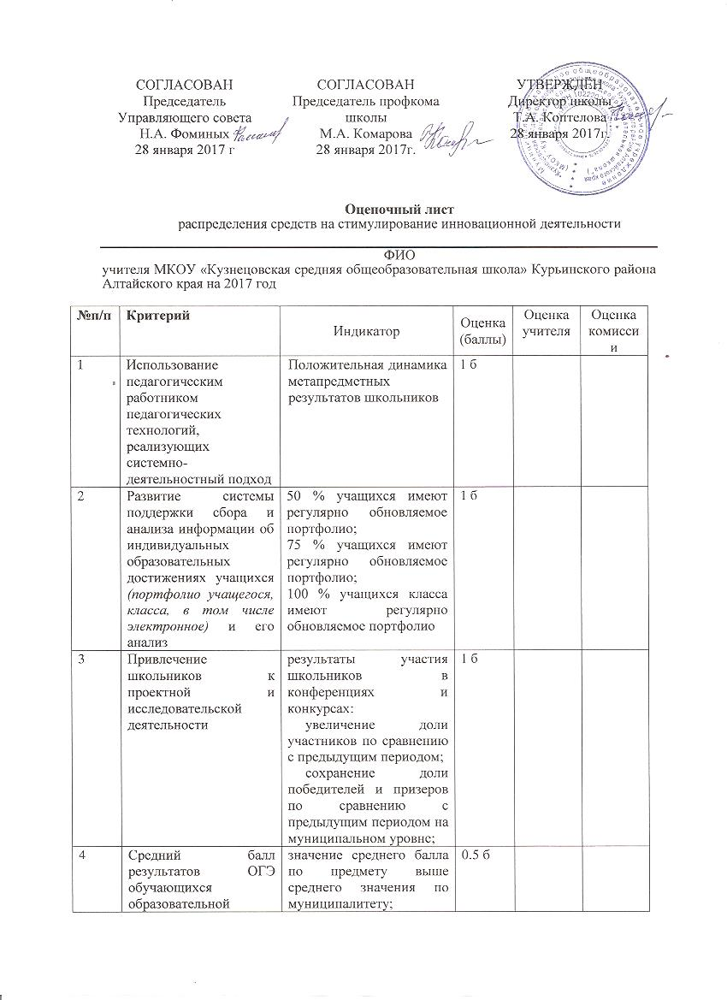 СОГЛАСОВАН
Председатель
Управляющего совета
Н.А. Фоминых
28 января 2017 г
СОГЛАСОВАН
Председатель профкома
школы
М.А. Комарова
28 января 2017г.
УТВЕРЖДЕН
Директор школы
Т.А. Коптелова
28 января 2017г.
Оценочный лист
распределения средств на стимулирование инновационной деятельности
ФИО
учителя МКОУ «Кузнецовская средняя общеобразовательная школа» Курьинского района
Алтайского края на 2017 год
№п/п
Критерий
Индикатор
Оценка
(баллы)
Оценка
учителя
Оценка
комисси
и
1
Использование
педагогическим
работником
педагогических
технологий,
реализующих
системно-
деятельностный подход
Положительная динамика
метапредметных
результатов школьников
1 б
2
Развитие системы
поддержки сбора и
анализа информации об
индивидуальных
образовательных
достижениях учащихся
(портфолио учащегося,
класса, в том числе
электронное) и его
анализ
50 % учащихся имеют
регулярно обновляемое
портфолио;
75 % учащихся имеют
регулярно обновляемое
портфолио;
100 % учащихся класса
имеют регулярно
обновляемое портфолио
1 б
3
Привлечение
школьников к
проектной и
исследовательской
деятельности
результаты участия
школьников в
конференциях и
конкурсах:
увеличение доли
участников по сравнению
с предыдущим периодом;
сохранение доли
победителей и призеров
по сравнению с
предыдущим периодом на
муниципальном уровне;
1 б
4
Средний балл
результатов ОГЭ
обучающихся
образовательной
значение среднего балла
по предмету выше
среднего значения по
муниципалитету;
0.5 б